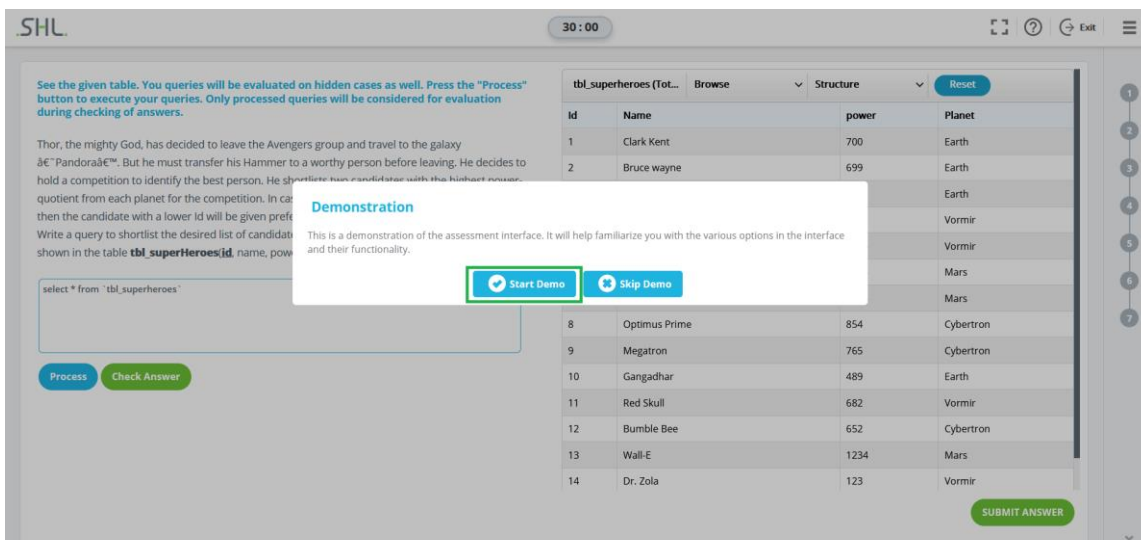 .SHL.
30 : 00
Exit
See the given table. You queries will be evaluated on hidden cases as well. Press the "Process"
button to execute your queries. Only processed queries will be considered for evaluation
during checking of answers.
Thor, the mighty God, has decided to leave the Avengers group and travel to the galaxy
â€˜Pandoraâ€™. But he must transfer his Hammer to a worthy person before leaving. He decides to
hold a competition to identify the best person. He shortlists two candidates with the highest power-
quotient from each planet for the competition. In cas
then the candidate with a lower Id will be given prefe
Write a query to shortlist the desired list of candidat
shown in the table tbl_superHeroes(id, name, pow
select * from `tbl_superheroes`
Process Check Answer
tbl_superheroes (Tot... Browse Structure Reset
Id Name power Planet
1 Clark Kent 700 Earth
2 Bruce wayne 699 Earth
Earth
Vormir
Vormir
Mars
Mars
8 Optimus Prime 854 Cybertron
9 Megatron 765 Cybertron
10 Gangadhar 489 Earth
11 Red Skull 682 Vormir
12 Bumble Bee 652 Cybertron
13 Wall-E 1234 Mars
14 Dr. Zola 123 Vormir
SUBMIT ANSWER
Demonstration
This is a demonstration of the assessment interface. It will help familiarize you with the various options in the interface
and their functionality.
Start Demo Skip Demo
1
2
3
4
5
6
7